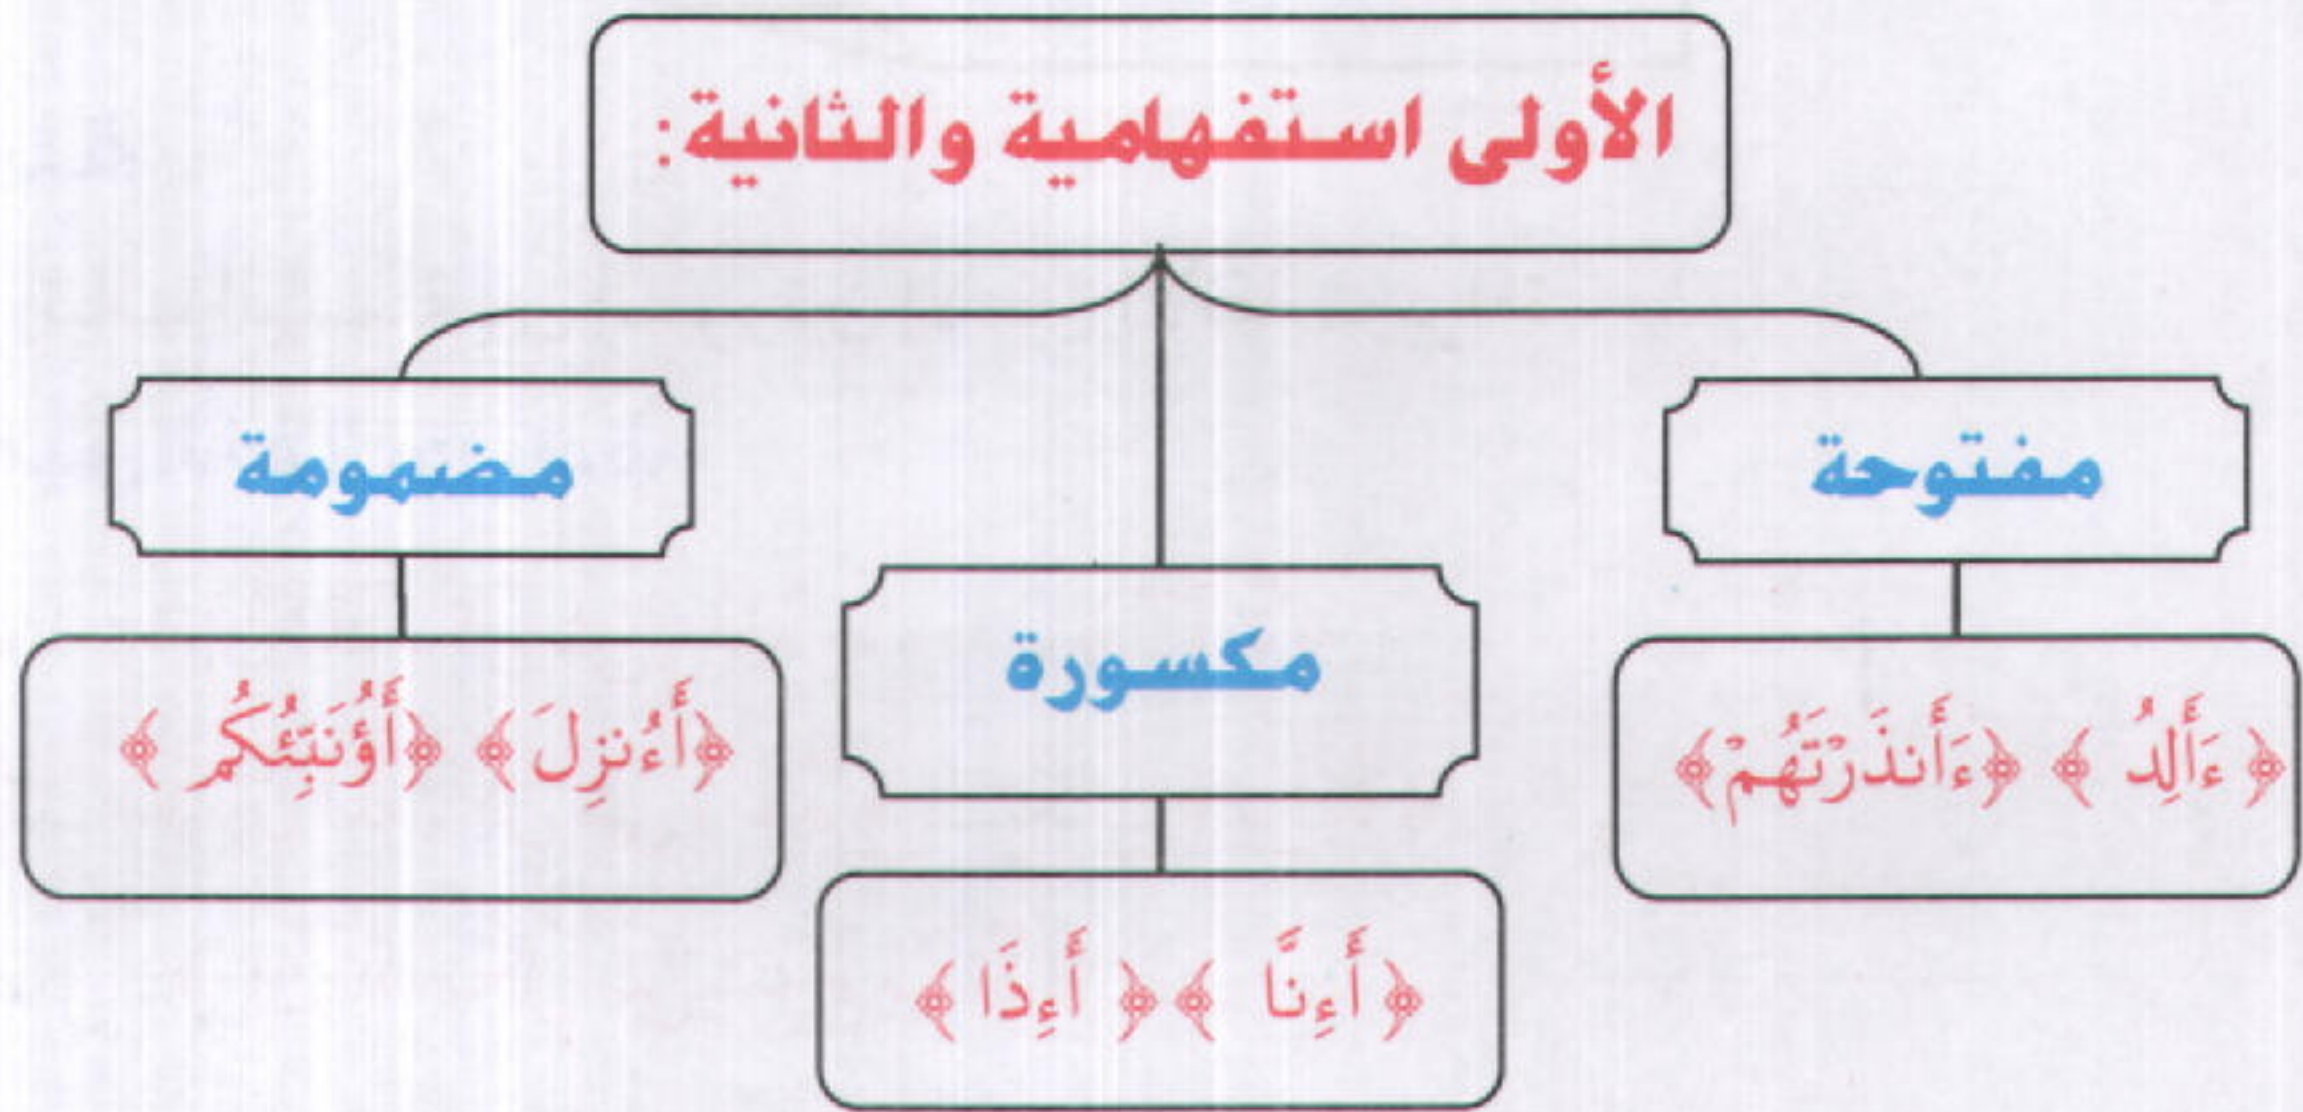 الأولى استفهامية والثانية:
مفتوحة
﴿ ءَأَلِدُ ﴾ ﴿ءَأَنذَرْتَهُمْ﴾
مكسورة
﴿ أَءِنَّا ﴾ ﴿ أَءِذَا ﴾
مضمومة
﴿أَءُنزِلَ﴾ ﴿أَؤُنَبِّئُكُم ﴾